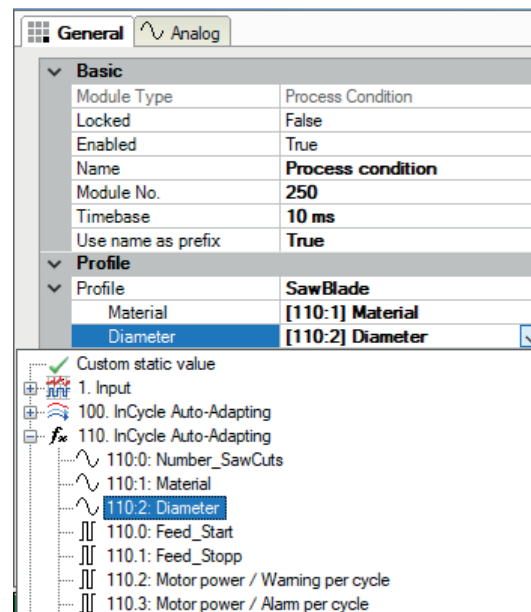 General Analog
Basic
Module Type Process Condition
Locked False
Enabled True
Name Process condition
Module No. 250
Timebase 10 ms
Use name as prefix True
Profile
Profile SawBlade
Material [110:1] Material
Diameter [110:2] Diameter
Custom static value
1. Input
100. InCycle Auto-Adapting
fx 110. InCycle Auto-Adapting
110:0: Number_SawCuts
110:1: Material
110:2: Diameter
110.0: Feed_Start
110.1: Feed_Stopp
110.2: Motor power / Warning per cycle
110.3: Motor power / Alarm per cycle